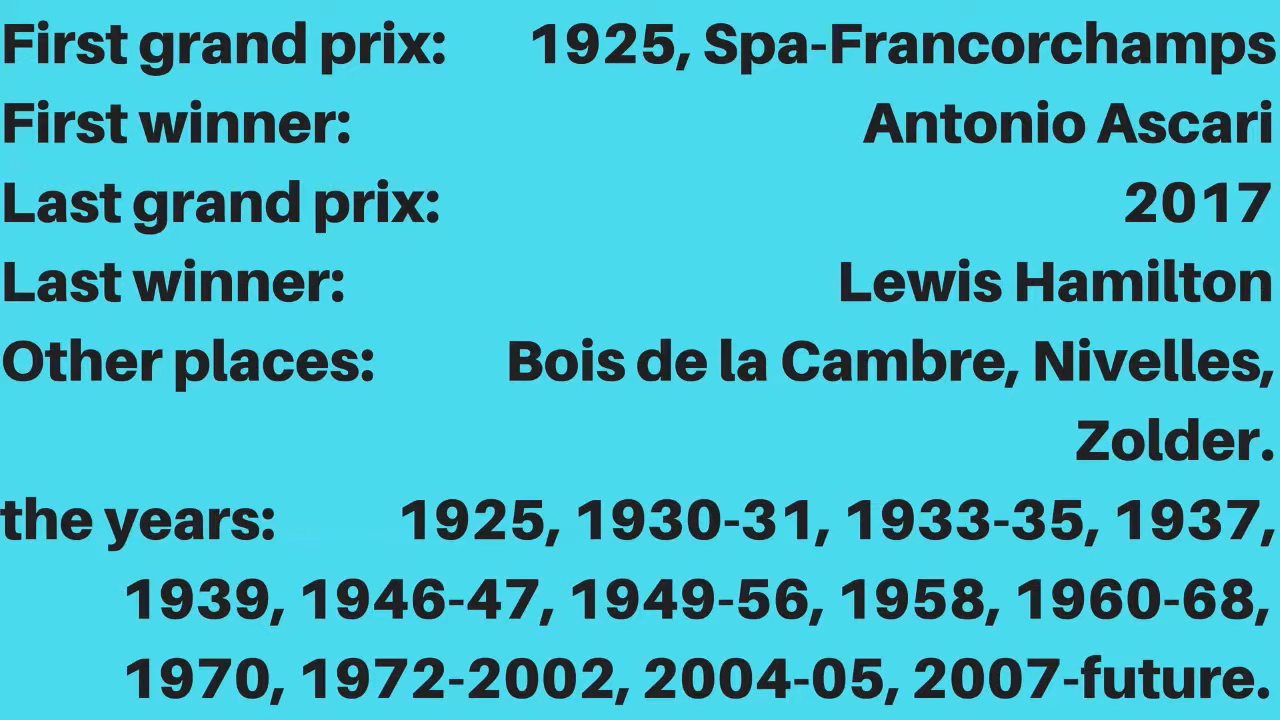 First grand prix: 1925, Spa-Francorchamps
First winner: Antonio Ascari
Last grand prix: 2017
Last winner: Lewis Hamilton
Other places: Bois de la Cambre, Nivelles,
Zolder.
the years: 1925, 1930-31, 1933-35, 1937,
1939, 1946-47, 1949-56, 1958, 1960-68,
1970, 1972-2002, 2004-05, 2007-future.